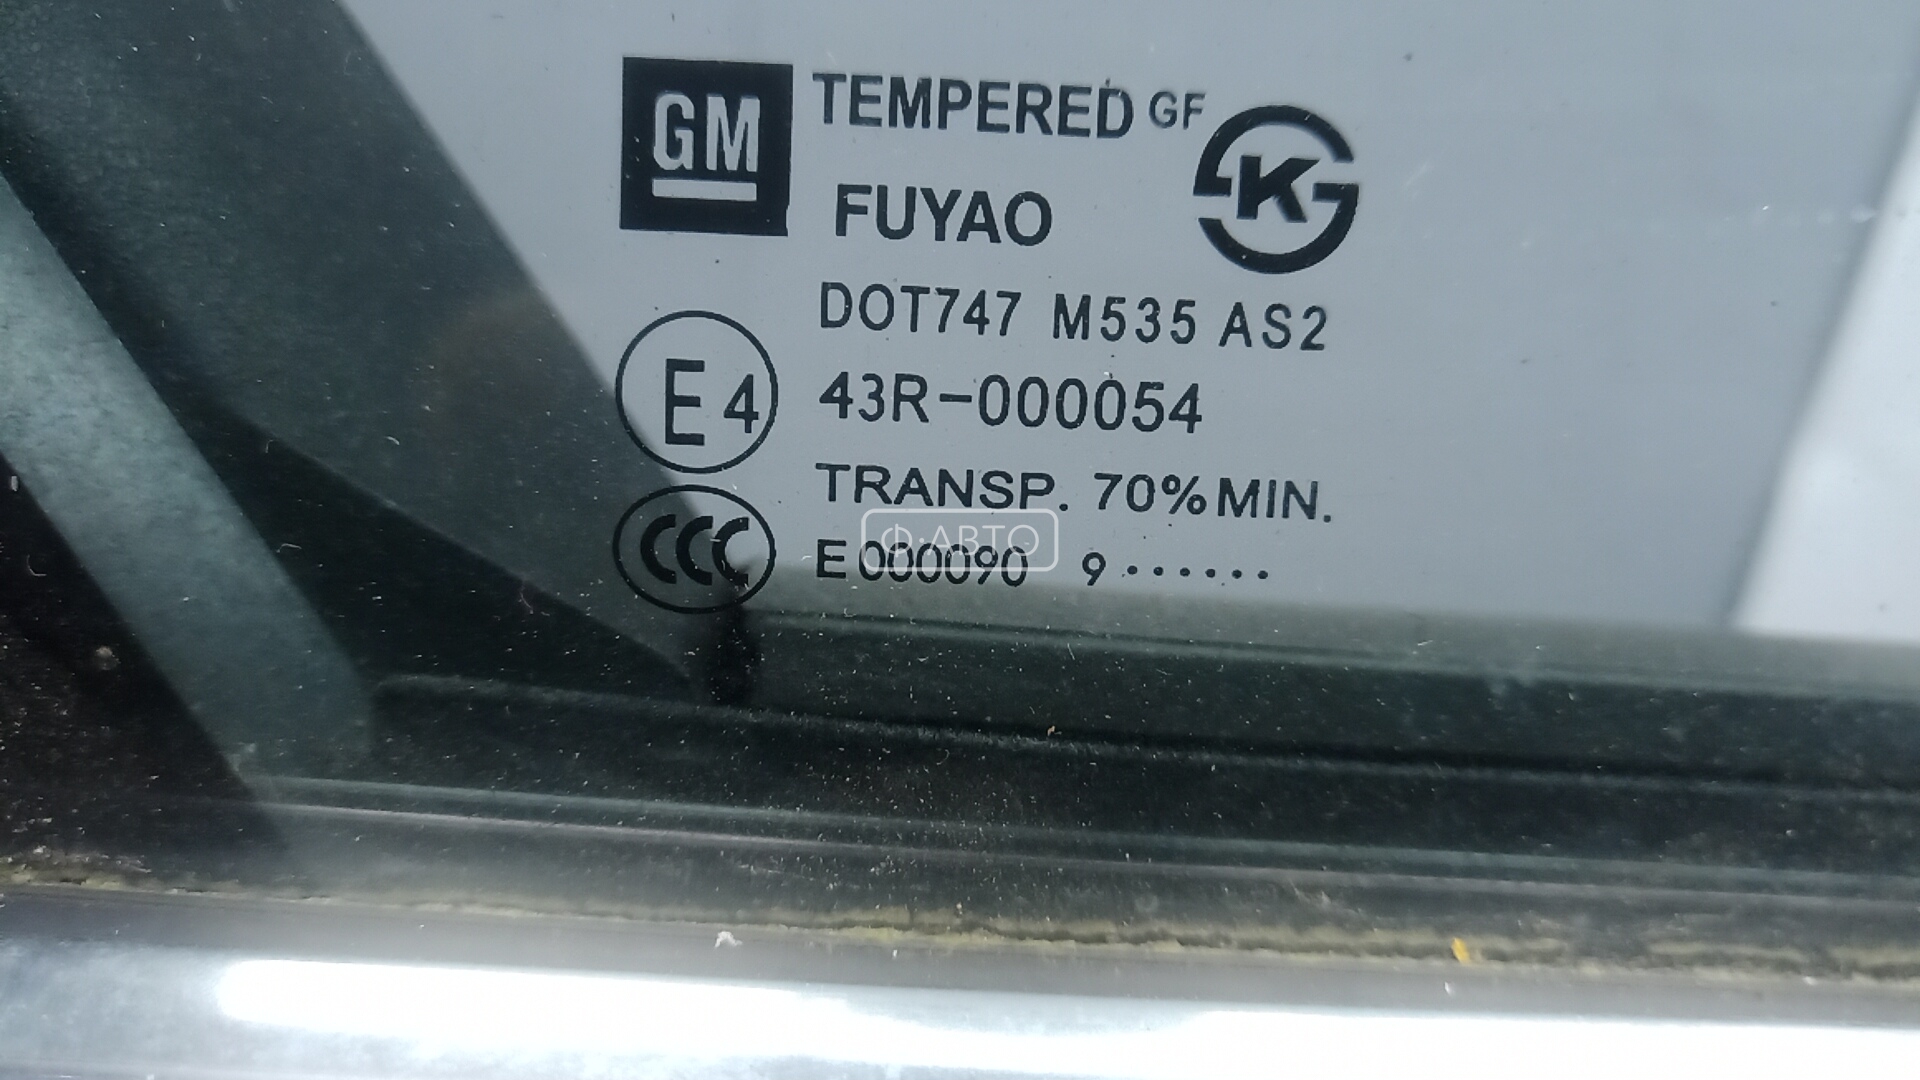 GM TEMPERED GF
FUYAO K
DOT747 M535 AS2
E4 43R-000054
TRANSP. 70% MIN.
CCC E000090 9......
Ф·АВТО